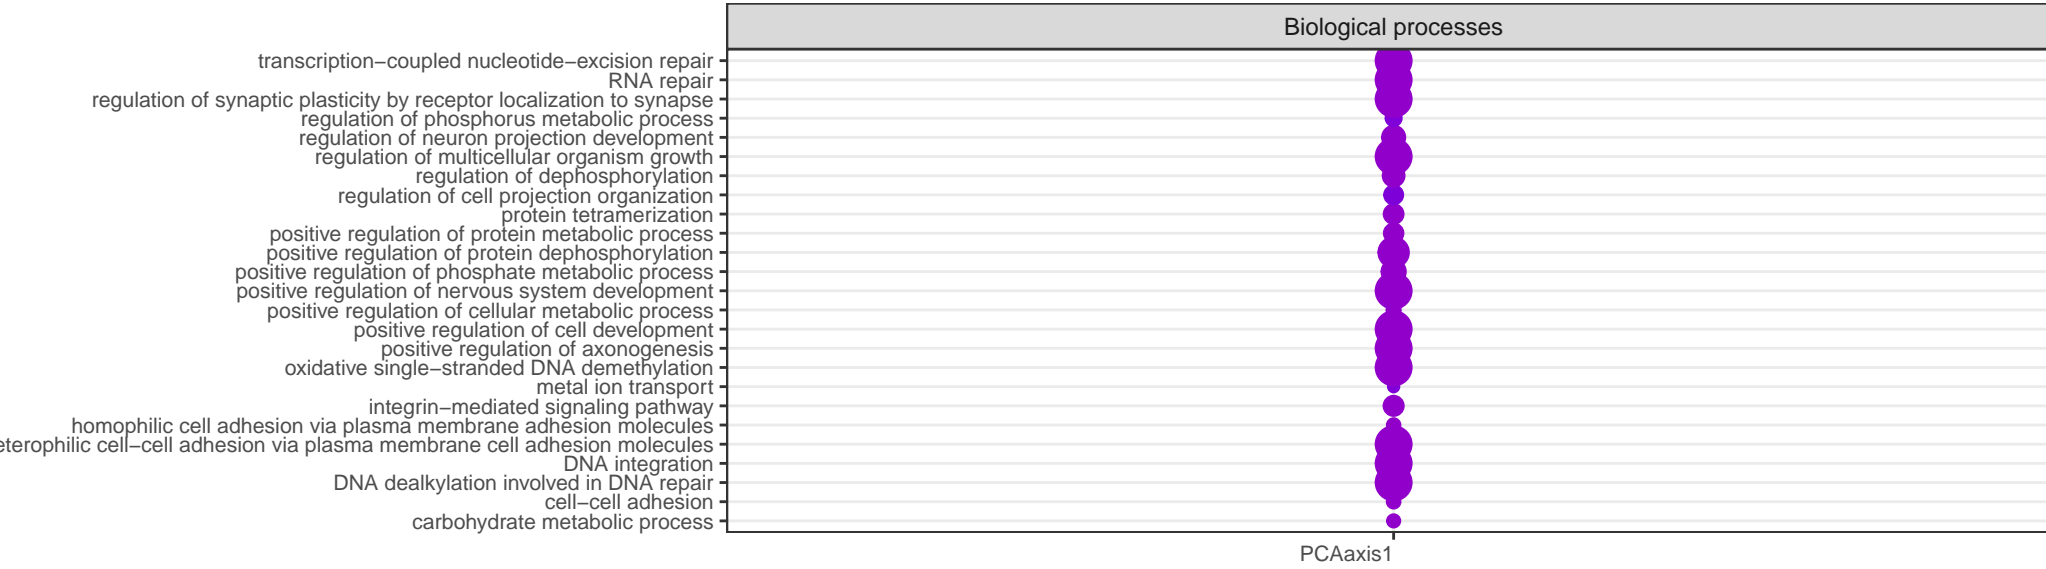 Biological processes
transcription−coupled nucleotide−excision repair
RNA repair
regulation of synaptic plasticity by receptor localization to synapse
regulation of phosphorus metabolic process
regulation of neuron projection development
regulation of multicellular organism growth
regulation of dephosphorylation
regulation of cell projection organization
protein tetramerization
positive regulation of protein metabolic process
positive regulation of protein dephosphorylation
positive regulation of phosphate metabolic process
positive regulation of nervous system development
positive regulation of cellular metabolic process
positive regulation of cell development
positive regulation of axonogenesis
oxidative single−stranded DNA demethylation
metal ion transport
integrin−mediated signaling pathway
homophilic cell adhesion via plasma membrane adhesion molecules
eterophilic cell−cell adhesion via plasma membrane cell adhesion molecules
DNA integration
DNA dealkylation involved in DNA repair
cell−cell adhesion
carbohydrate metabolic process
PCAaxis1